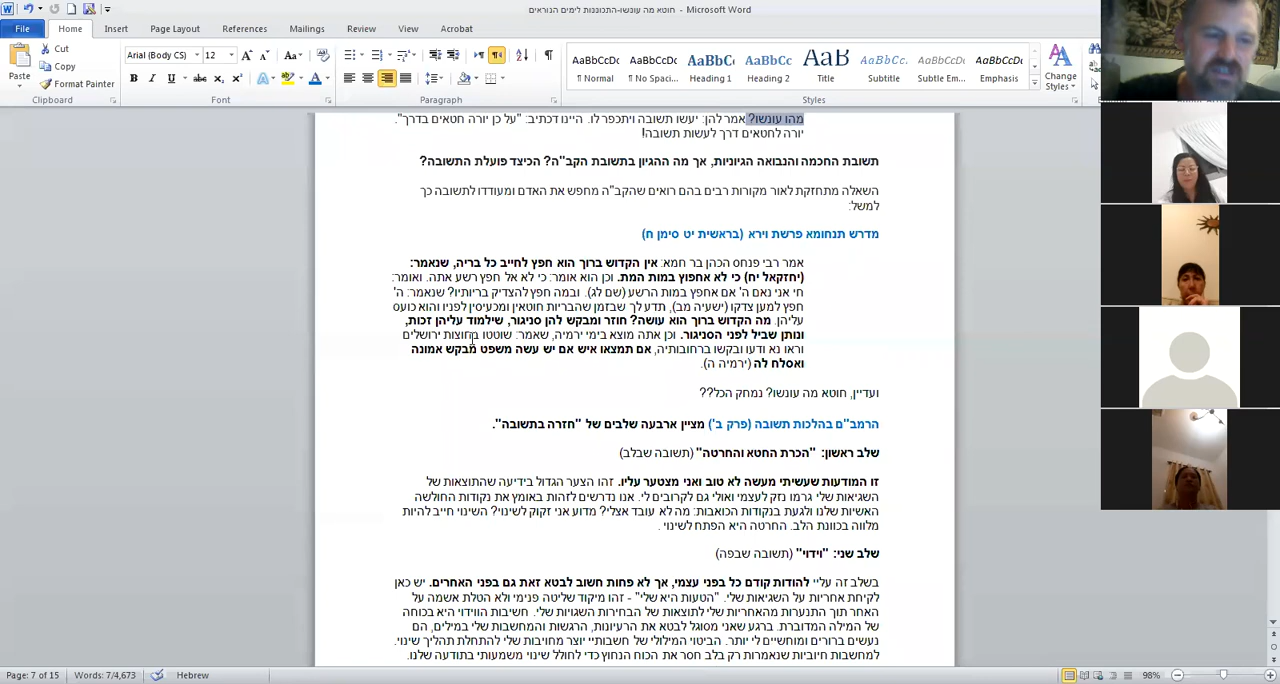 חוטא מה עונשו-התכוננות לימים הנוראים - Microsoft Word
File Home Insert Page Layout References Mailings Review View Acrobat
Paste
Cut
Copy
Format Painter
Clipboard
Arial (Body CS) 12
Font
Paragraph
AaBbCcDc AaBbCcDc AaBbC AaBbCc AaB AaBbCc. AaBbCcD AaBbCcDc
¶ Normal ¶ No Spaci... Heading 1 Heading 2 Title Subtitle Subtle Em... Emphasis
Change Styles
Styles
מהו עונשו? אמר להן: יעשו תשובה ויתכפר לו. היינו דכתיב: "על כן יורה חטאים בדרך".
יורה לחטאים דרך לעשות תשובה!
תשובת החכמה והנבואה הגיוניות, אך מה ההגיון בתשובת הקב"ה? הכיצד פועלת התשובה?
השאלה מתחזקת לאור מקורות רבים בהם רואים שהקב"ה מחפש את האדם ומעודדו לתשובה כך
למשל:
מדרש תנחומא פרשת וירא (בראשית יט סימן ח)
אמר רבי פנחס הכהן בר חמא: אין הקדוש ברוך הוא חפץ לחייב כל בריה, שנאמר:
(יחזקאל יח) כי לא אחפוץ במות המת. וכן הוא אומר: כי לא אל חפץ רשע אתה. ואומר:
חי אני נאם ה' אם אחפץ במות הרשע (שם לג). ובמה חפץ להצדיק בריותיו? שנאמר: ה'
חפץ למען צדקו (ישעיה מב), תדע לך שבזמן שהבריות חוטאין ומכעיסין לפניו והוא כועס
עליהן. מה הקדוש ברוך הוא עושה? חוזר ומבקש להן סניגור, שילמוד עליהן זכות,
ונותן שביל לפני הסניגור. וכן אתה מוצא בימי ירמיה, שאמר: שוטטו בחוצות ירושלים
וראו נא ודעו ובקשו ברחובותיה, אם תמצאו איש אם יש עשה משפט מבקש אמונה
ואסלח לה (ירמיה ה).
ועדיין, חוטא מה עונשו? נמחק הכל??
הרמב"ם בהלכות תשובה (פרק ב') מציין ארבעה שלבים של "חזרה בתשובה".
שלב ראשון: "הכרת החטא והחרטה" (תשובה שבלב)
זו המודעות שעשיתי מעשה לא טוב ואני מצטער עליו. זהו הצער הגדול בידיעה שהתוצאות של
השגיאות שלי גרמו נזק לעצמי ואולי גם לקרובים לי. אנו נדרשים לזהות באומץ את נקודות החולשה
האשיות שלנו ולגעת בנקודות הכואבות: מה לא עובד אצלי? מדוע אני זקוק לשינוי? השינוי חייב להיות
מלווה בכוונת הלב. החרטה היא הפתח לשינוי .
שלב שני: "וידוי" (תשובה שבפה)
בשלב זה עליי להודות קודם כל בפני עצמי, אך לא פחות חשוב לבטא זאת גם בפני האחרים. יש כאן
לקיחת אחריות על השגיאות שלי. "הטעות היא שלי" - זהו מיקוד שליטה פנימי ולא הטלת אשמה על
האחר תוך התנערות מהאחריות שלי לתוצאות של הבחירות השגויות שלי. חשיבות הווידוי היא בכוחה
של המילה המדוברת. ברגע שאני מסוגל לבטא את הרעיונות, הרגשות והמחשבות שלי במילים, הם
נעשים ברורים ומוחשיים לי יותר. הביטוי המילולי של חשבותיי יוצר מחויבות שלי להתחלת תהליך שינוי.
למחשבות חיוביות שנאמרות רק בלב חסר את הכוח הנחוץ כדי לחולל שינוי משמעותי בתודעה שלנו.
Page: 7 of 15 Words: 7/4,673 Hebrew 98%